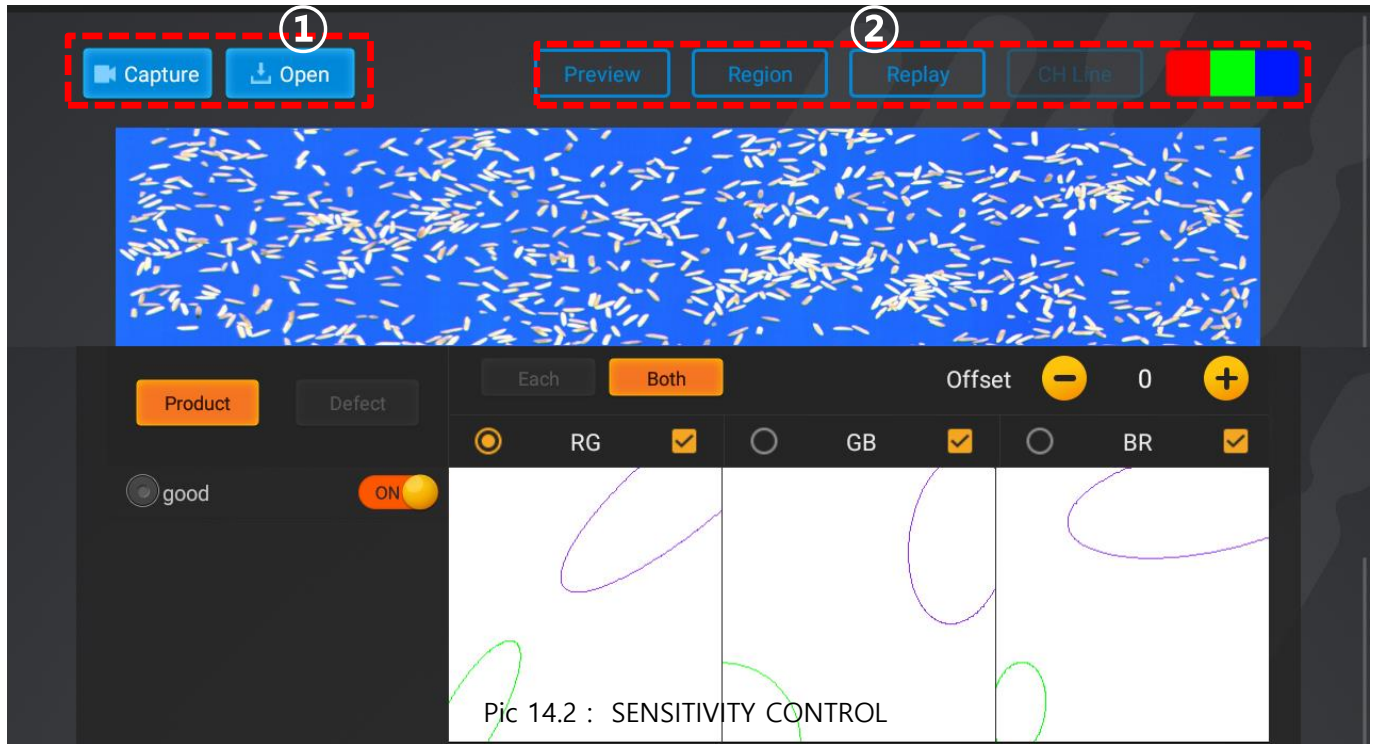 ① ②
Capture Open Preview Region Replay CH Line
Each Both Offset 0
Product Defect
RG GB BR
good ON
Pic 14.2 : SENSITIVITY CONTROL